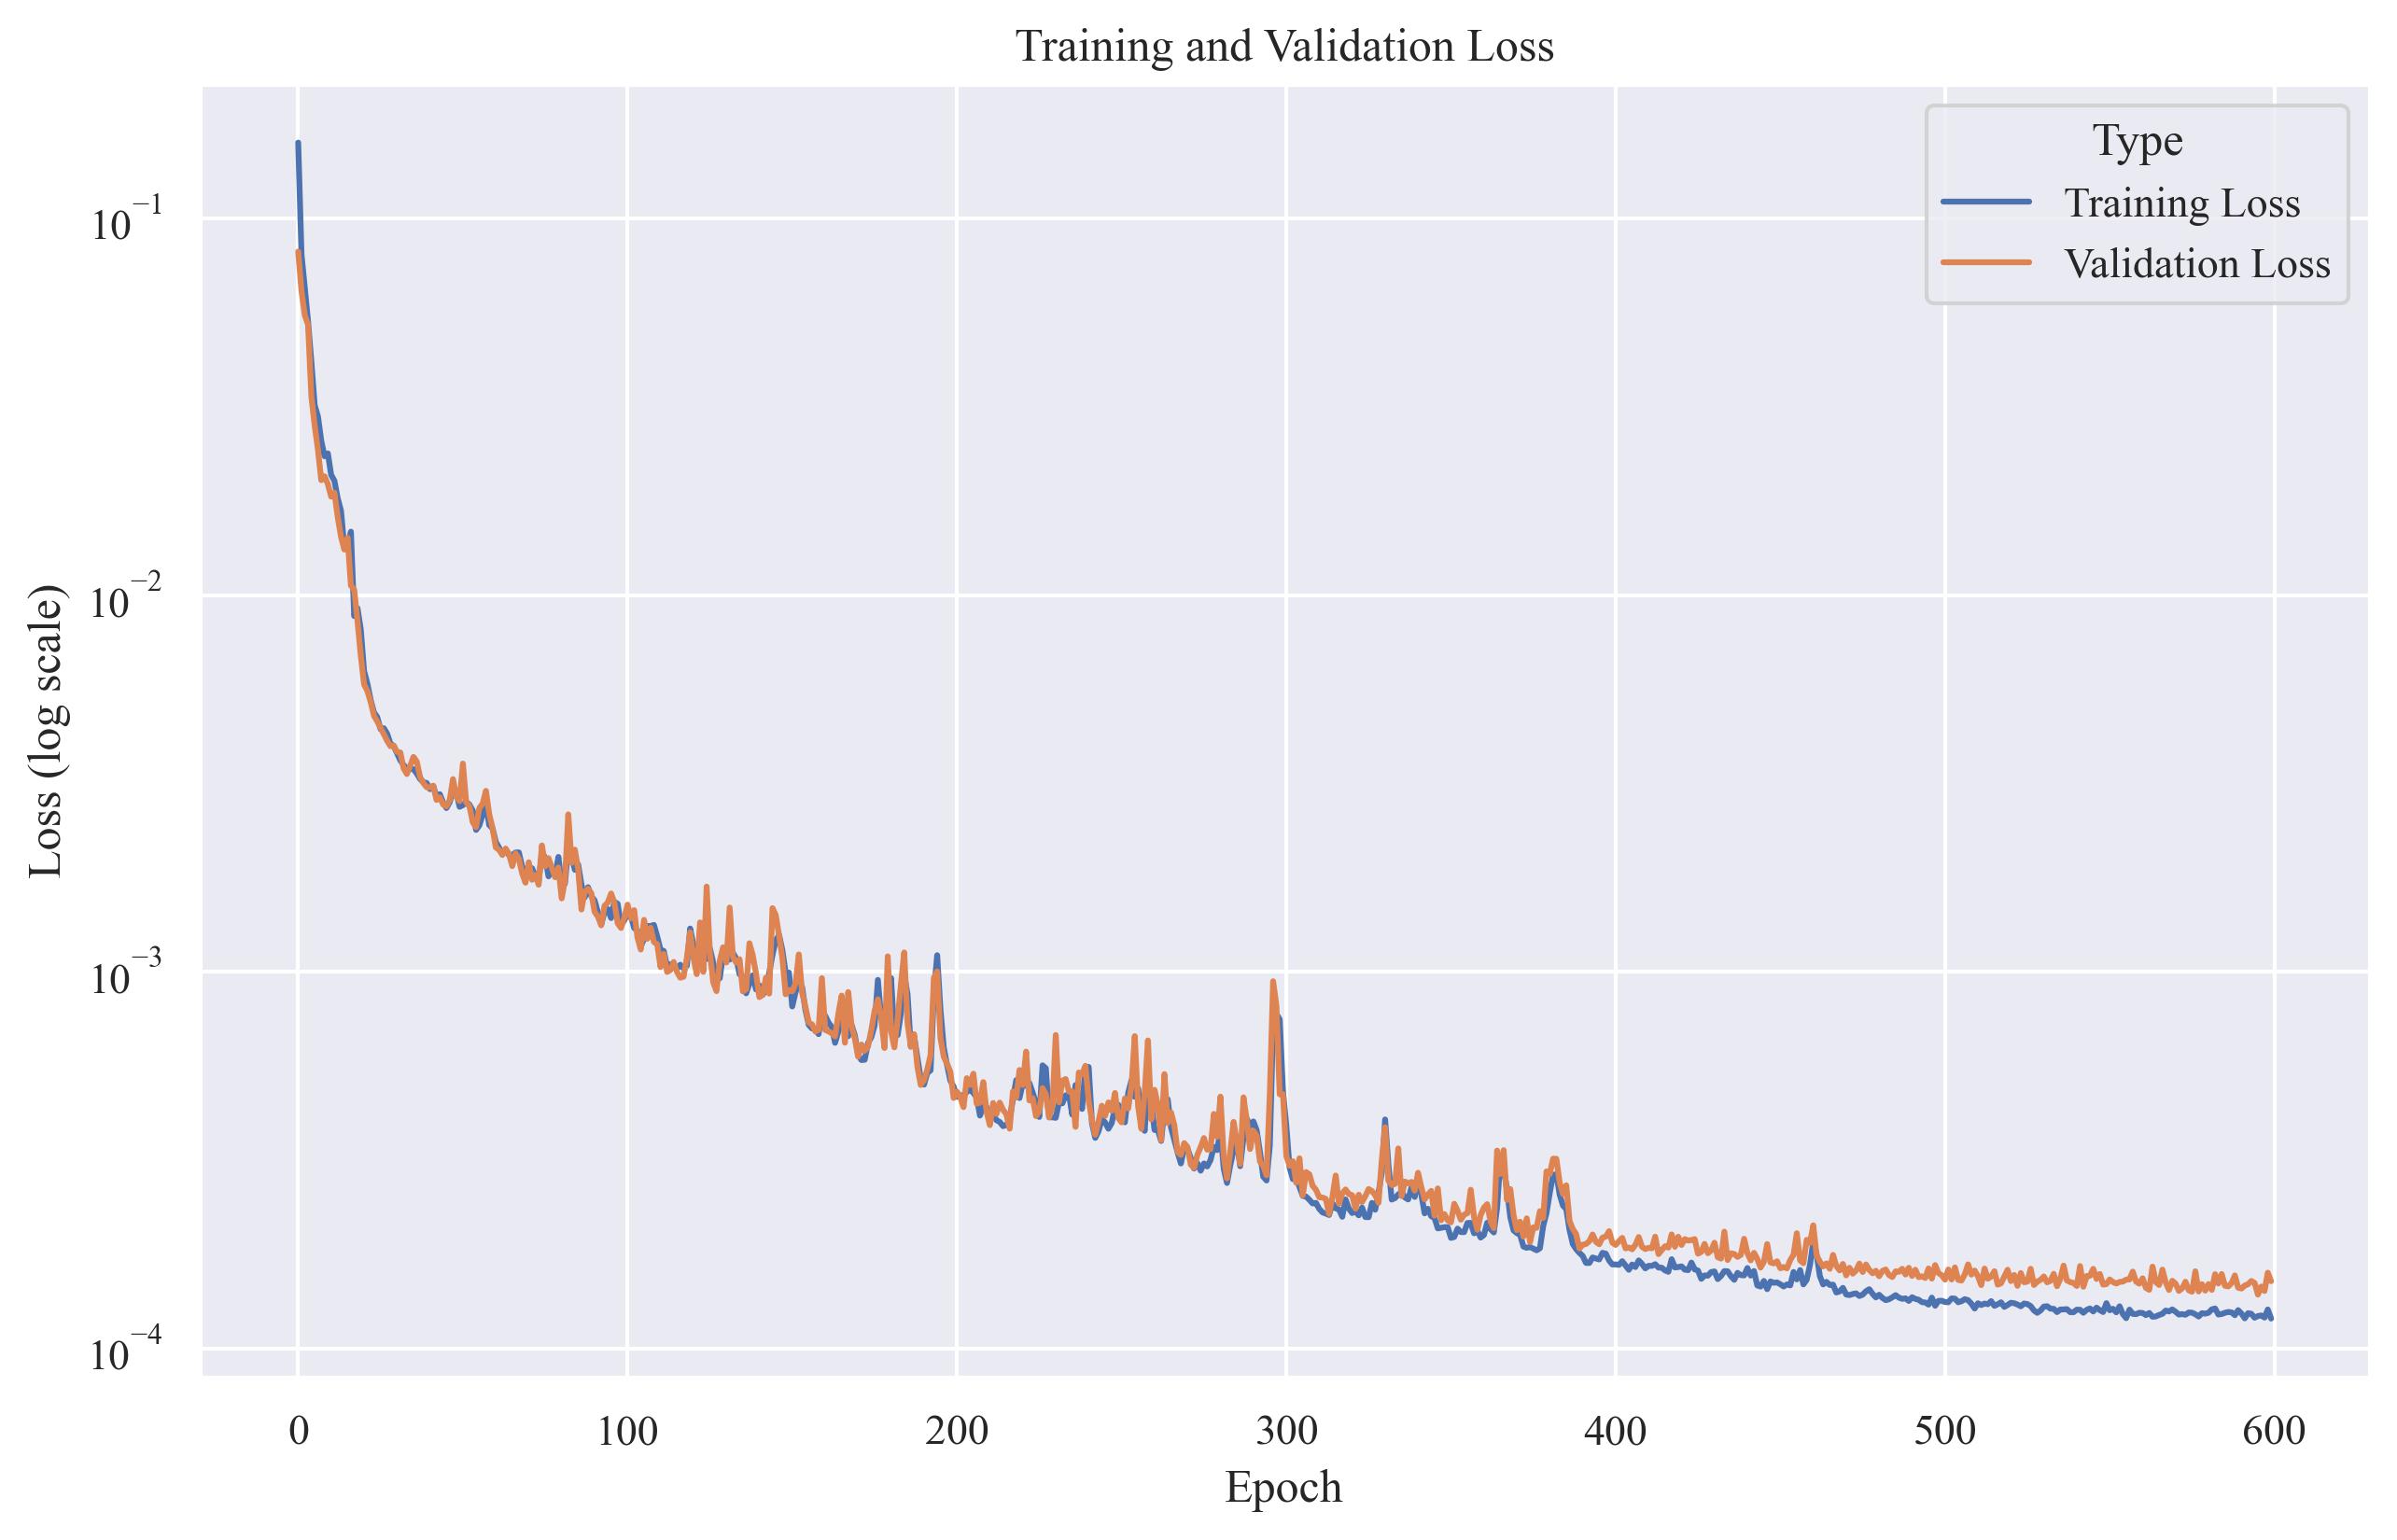 Training and Validation Loss
Type
Training Loss
Validation Loss
Loss (log scale)
10⁻¹
10⁻²
10⁻³
10⁻⁴
0 100 200 300 400 500 600
Epoch